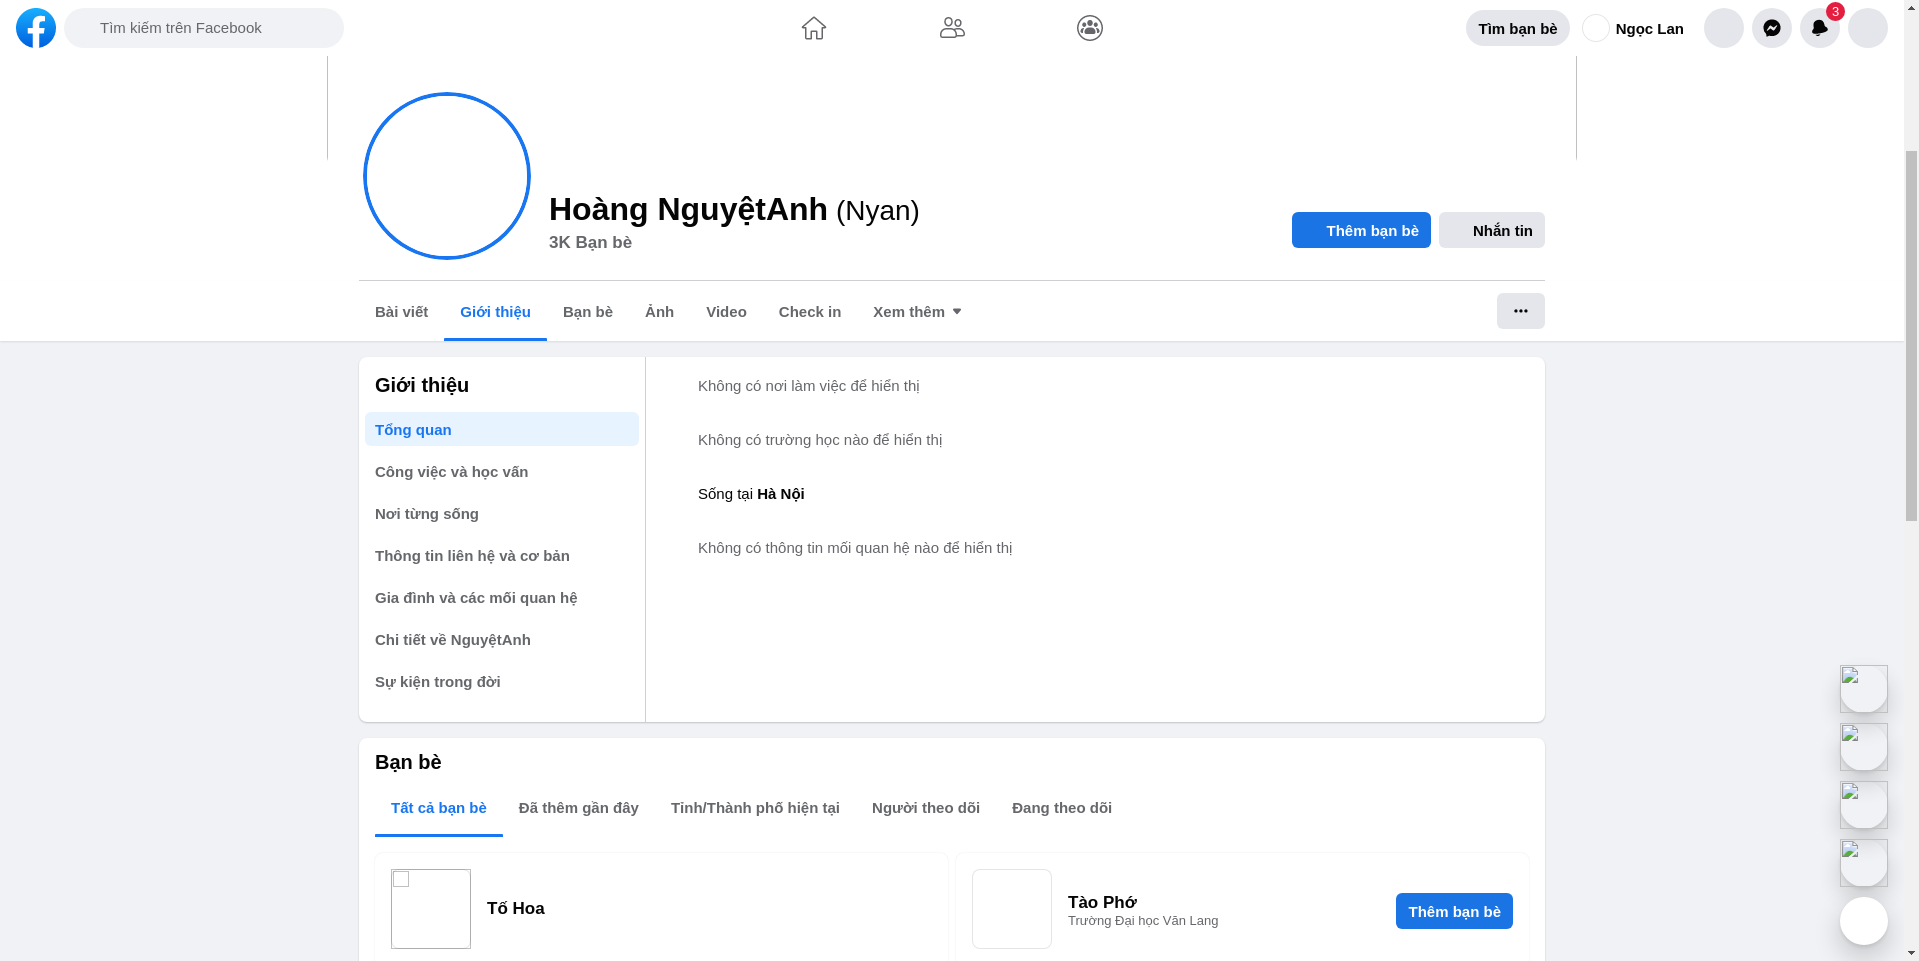 Tìm kiếm trên Facebook
Tìm bạn bè
Ngọc Lan
3
Hoàng NguyệtAnh (Nyan)
3K Bạn bè
Thêm bạn bè
Nhắn tin
Bài viết
Giới thiệu
Bạn bè
Ảnh
Video
Check in
Xem thêm
Giới thiệu
Tổng quan
Công việc và học vấn
Nơi từng sống
Thông tin liên hệ và cơ bản
Gia đình và các mối quan hệ
Chi tiết về NguyệtAnh
Sự kiện trong đời
Không có nơi làm việc để hiển thị
Không có trường học nào để hiển thị
Sống tại Hà Nội
Không có thông tin mối quan hệ nào để hiển thị
Bạn bè
Tất cả bạn bè
Đã thêm gần đây
Tỉnh/Thành phố hiện tại
Người theo dõi
Đang theo dõi
Tố Hoa
Tào Phớ
Trường Đại học Văn Lang
Thêm bạn bè